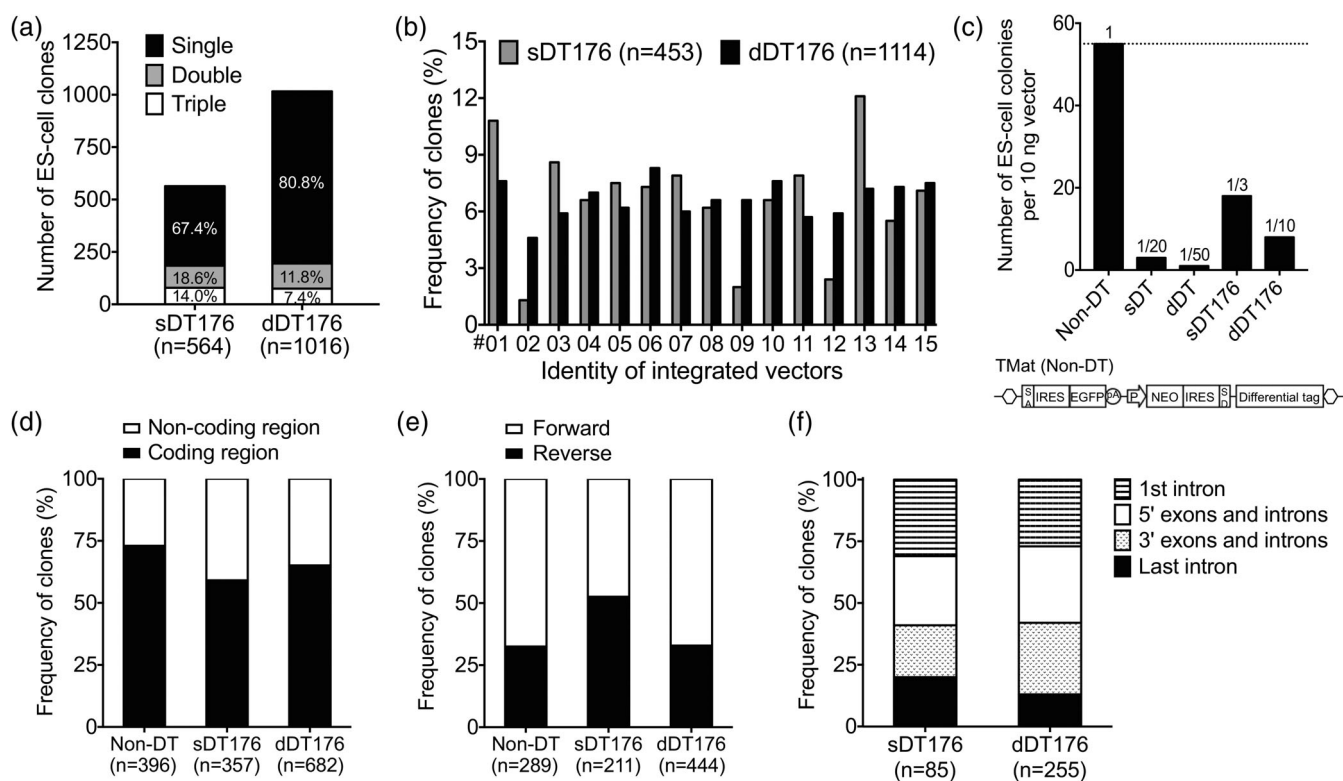 (a)
Number of ES-cell clones
1250
1000
750
500
250
0
Single
Double
Triple
67.4%
18.6%
14.0%
80.8%
11.8%
7.4%
sDT176
(n=564)
dDT176
(n=1016)
(b)
Frequency of clones (%)
15
12
9
6
3
0
sDT176 (n=453)
dDT176 (n=1114)
#01 02 03 04 05 06 07 08 09 10 11 12 13 14 15
Identity of integrated vectors
(c)
Number of ES-cell colonies
per 10 ng vector
60
40
20
0
1
1/20
1/50
1/3
1/10
Non-DT
sDT
dDT
sDT176
dDT176
TMat (Non-DT)
SA IRES EGFP pA P NEO IRES SD Differential tag
(d)
Non-coding region
Coding region
Frequency of clones (%)
100
75
50
25
0
Non-DT
(n=396)
sDT176
(n=357)
dDT176
(n=682)
(e)
Forward
Reverse
Frequency of clones (%)
100
75
50
25
0
Non-DT
(n=289)
sDT176
(n=211)
dDT176
(n=444)
(f)
Frequency of clones (%)
100
75
50
25
0
1st intron
5' exons and introns
3' exons and introns
Last intron
sDT176
(n=85)
dDT176
(n=255)